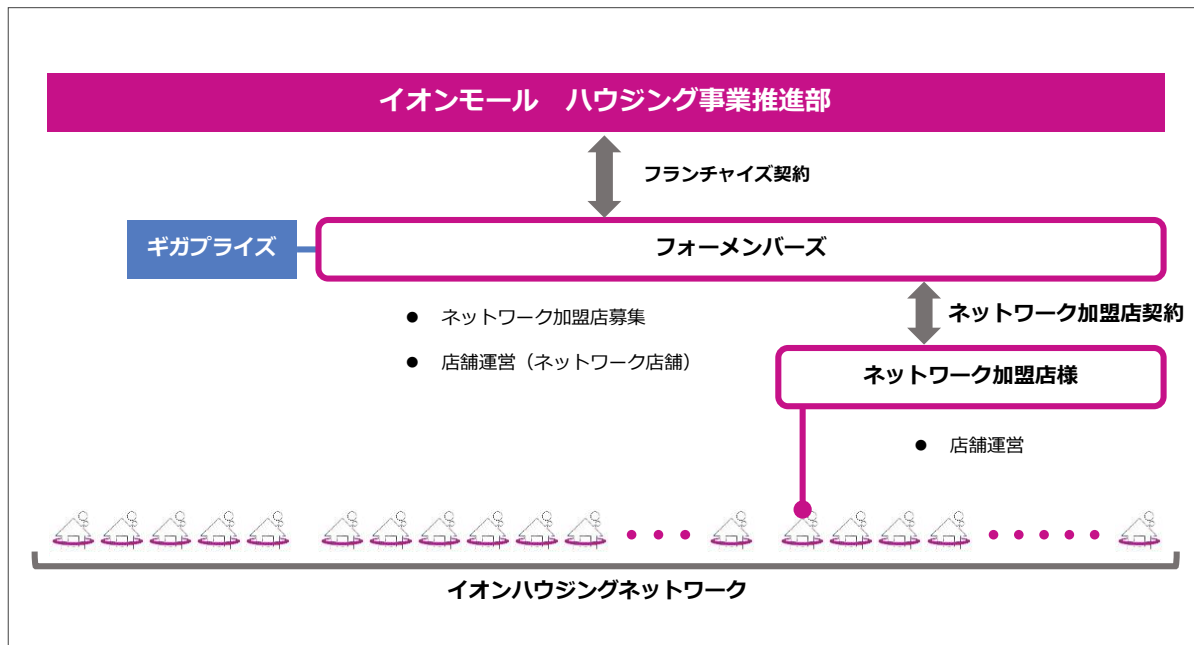 イオンモール　ハウジング事業推進部
フランチャイズ契約
ギガプライズ
フォーメンバーズ
● ネットワーク加盟店募集
● 店舗運営（ネットワーク店舗）
ネットワーク加盟店契約
ネットワーク加盟店様
● 店舗運営
イオンハウジングネットワーク